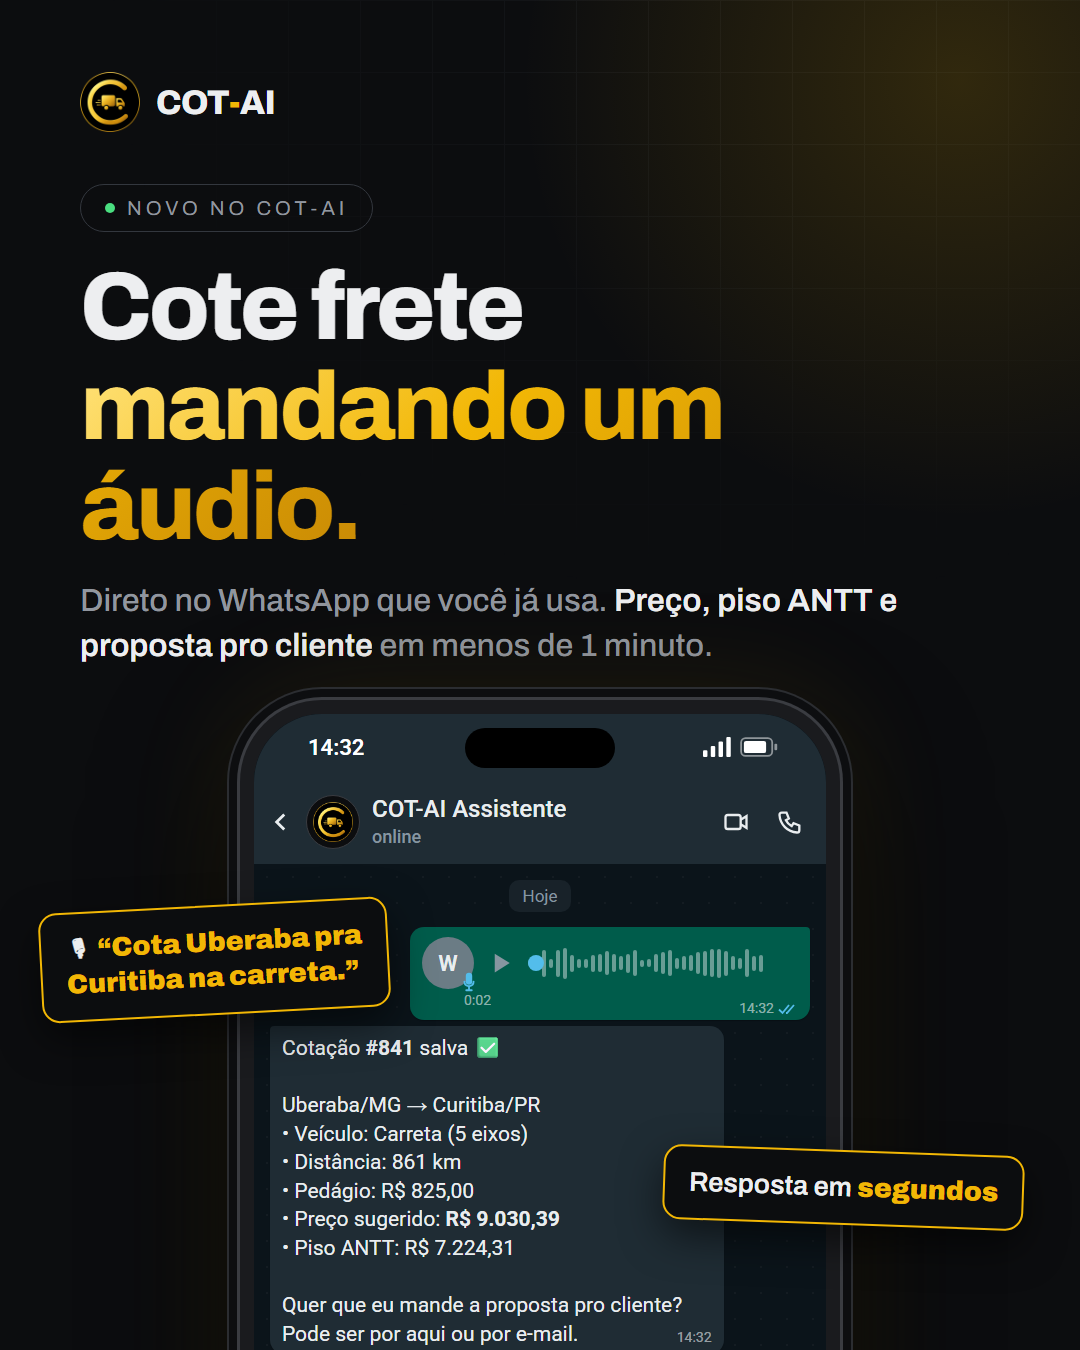 COT-AI
NOVO NO COT-AI
Cote frete
mandando um
áudio.
Direto no WhatsApp que você já usa. Preço, piso ANTT e
proposta pro cliente em menos de 1 minuto.
14:32
COT-AI Assistente
online
Hoje
🎙️ “Cota Uberaba pra
Curitiba na carreta.”
W
0:02
14:32
Cotação #841 salva ✅
Uberaba/MG → Curitiba/PR
• Veículo: Carreta (5 eixos)
• Distância: 861 km
• Pedágio: R$ 825,00
• Preço sugerido: R$ 9.030,39
• Piso ANTT: R$ 7.224,31
Resposta em segundos
Quer que eu mande a proposta pro cliente?
Pode ser por aqui ou por e-mail.
14:32